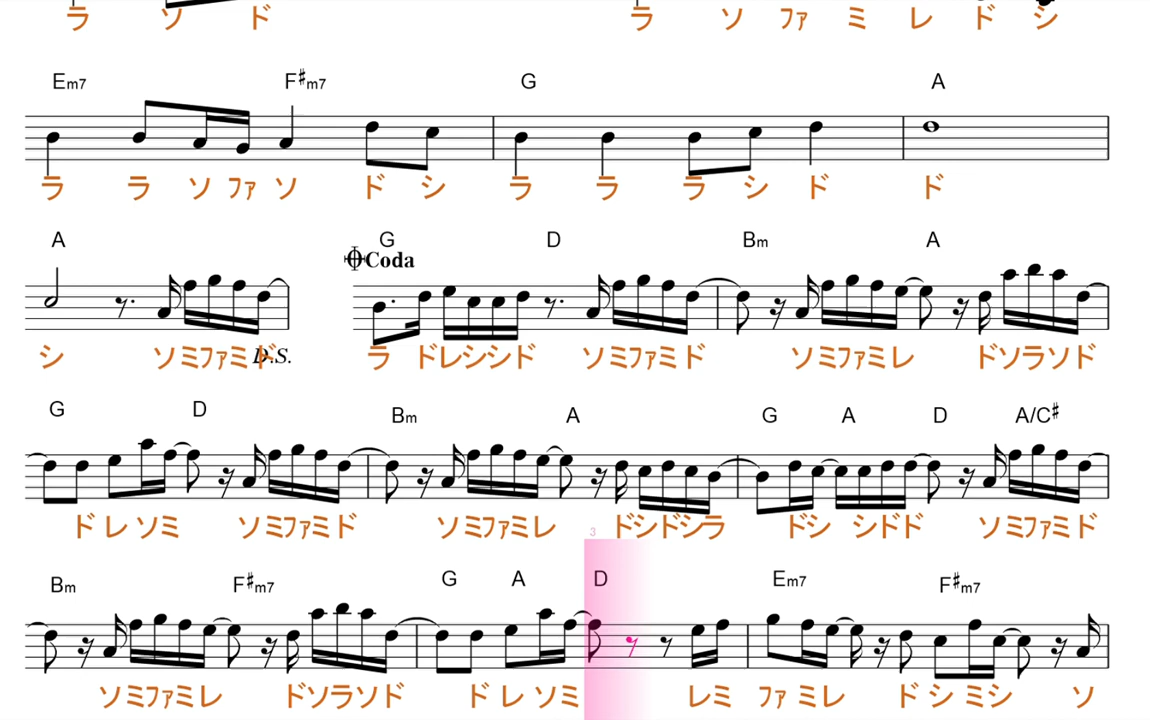 ラ ソ ド ラ ソ ファ ミ レ ド シ
Em7 F♯m7 G A
ラ ラ ソ ファ ソ ド シ ラ ラ ラ シ ド ド
A G D Bm A
Coda
シ ソミファミド D.S. ラ ドレシシド ソミファミド ソミファミレ ドソラソド
G D Bm A G A D A/C♯
ドレソミ ソミファミド ソミファミレ ドシドシラ ドシ シドド ソミファミド
3
Bm F♯m7 G A D Em7 F♯m7
ソミファミレ ドソラソド ドレソミ レミ ファ ミレ ドシミシ ソ